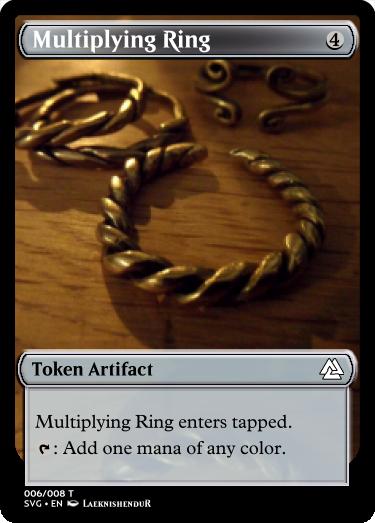 Multiplying Ring 4
Token Artifact
Multiplying Ring enters tapped.
: Add one mana of any color.
006/008 T
SVG • EN LAEKNISHENDUR